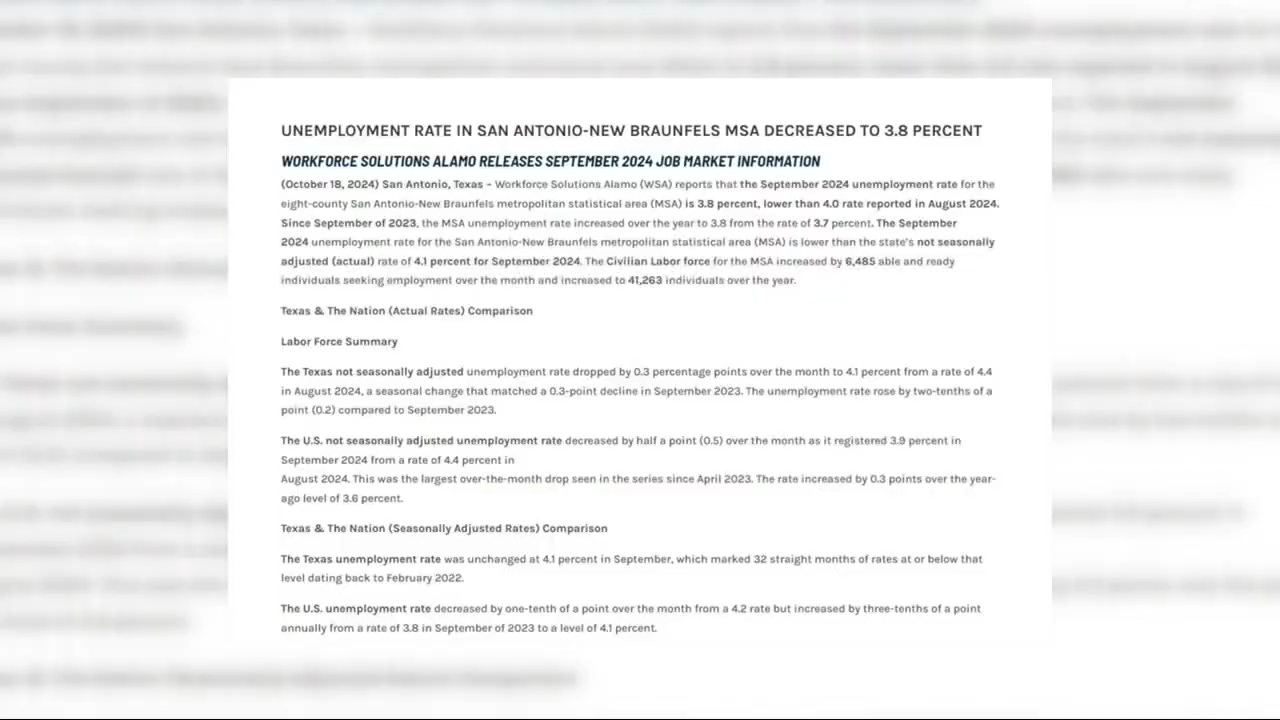 UNEMPLOYMENT RATE IN SAN ANTONIO-NEW BRAUNFELS MSA DECREASED TO 3.8 PERCENT
WORKFORCE SOLUTIONS ALAMO RELEASES SEPTEMBER 2024 JOB MARKET INFORMATION
(October 18, 2024) San Antonio, Texas – Workforce Solutions Alamo (WSA) reports that the September 2024 unemployment rate for the
eight-county San Antonio-New Braunfels metropolitan statistical area (MSA) is 3.8 percent, lower than 4.0 rate reported in August 2024.
Since September of 2023, the MSA unemployment rate increased over the year to 3.8 from the rate of 3.7 percent. The September
2024 unemployment rate for the San Antonio-New Braunfels metropolitan statistical area (MSA) is lower than the state's not seasonally
adjusted (actual) rate of 4.1 percent for September 2024. The Civilian Labor force for the MSA increased by 6,485 able and ready
individuals seeking employment over the month and increased to 41,263 individuals over the year.
Texas & The Nation (Actual Rates) Comparison
Labor Force Summary
The Texas not seasonally adjusted unemployment rate dropped by 0.3 percentage points over the month to 4.1 percent from a rate of 4.4
in August 2024, a seasonal change that matched a 0.3-point decline in September 2023. The unemployment rate rose by two-tenths of a
point (0.2) compared to September 2023.
The U.S. not seasonally adjusted unemployment rate decreased by half a point (0.5) over the month as it registered 3.9 percent in
September 2024 from a rate of 4.4 percent in
August 2024. This was the largest over-the-month drop seen in the series since April 2023. The rate increased by 0.3 points over the year-
ago level of 3.6 percent.
Texas & The Nation (Seasonally Adjusted Rates) Comparison
The Texas unemployment rate was unchanged at 4.1 percent in September, which marked 32 straight months of rates at or below that
level dating back to February 2022.
The U.S. unemployment rate decreased by one-tenth of a point over the month from a 4.2 rate but increased by three-tenths of a point
annually from a rate of 3.8 in September of 2023 to a level of 4.1 percent.